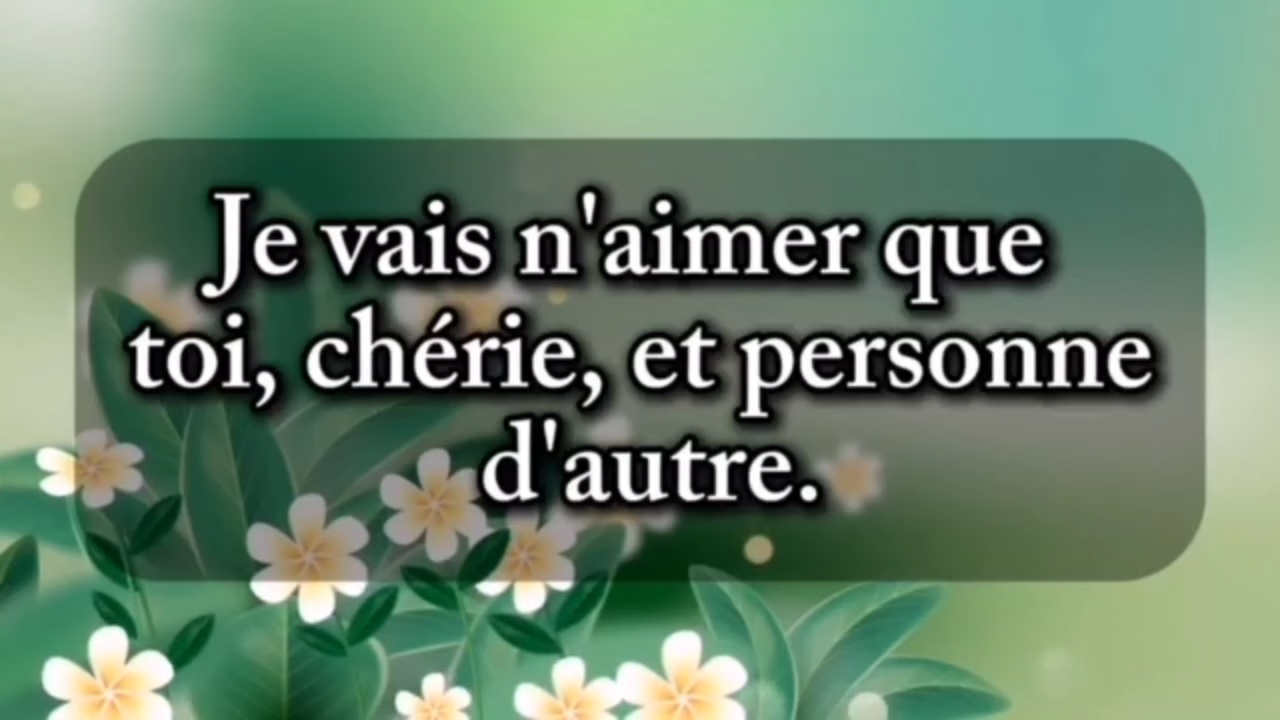 Je vais n'aimer que
toi, chérie, et personne
d'autre.